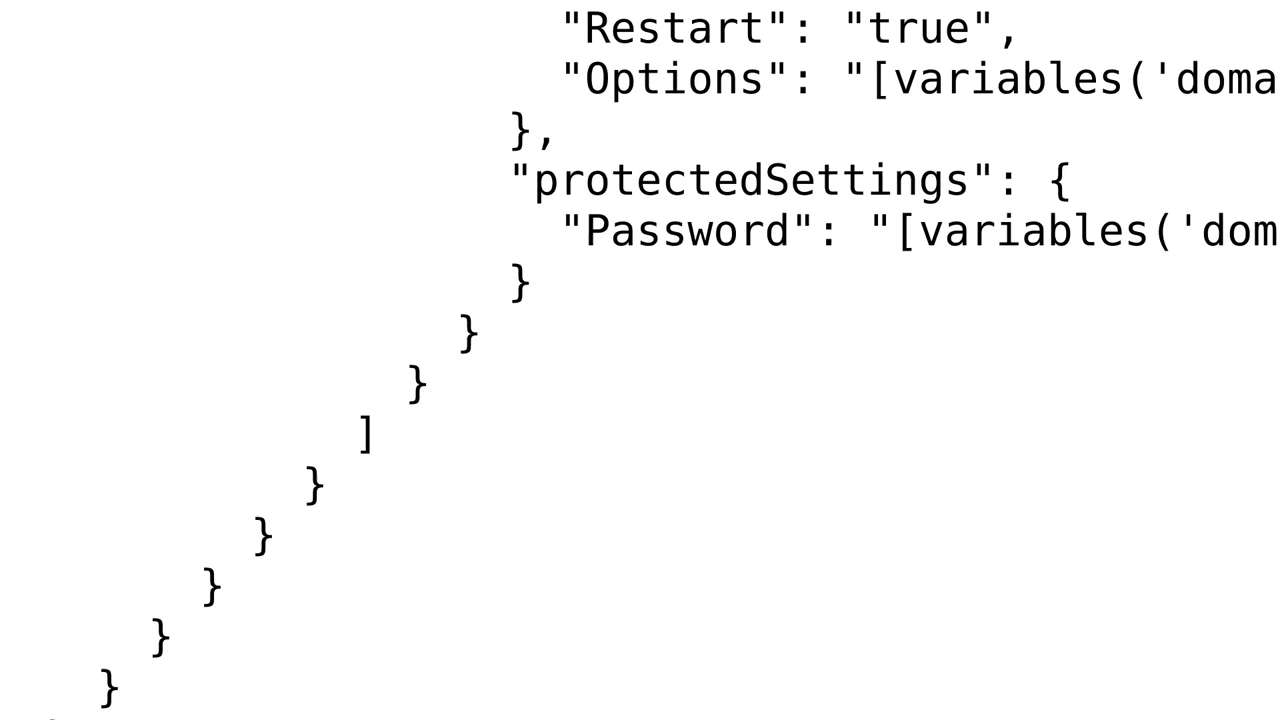 "Restart": "true",
"Options": "[variables('doma
},
"protectedSettings": {
"Password": "[variables('dom
}
}
}
]
}
}
}
}
}